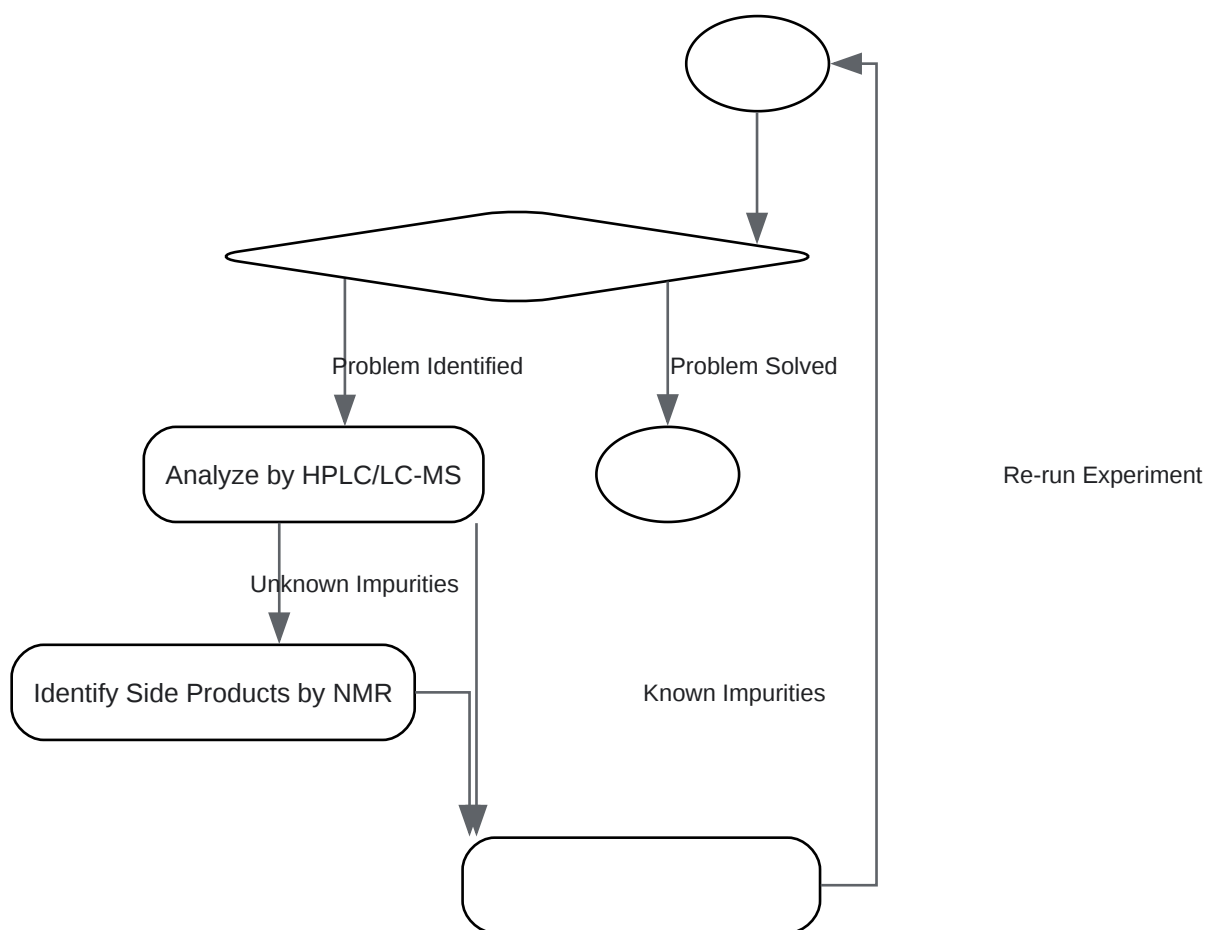 Problem Identified
Problem Solved
Analyze by HPLC/LC-MS
Re-run Experiment
Unknown Impurities
Identify Side Products by NMR
Known Impurities